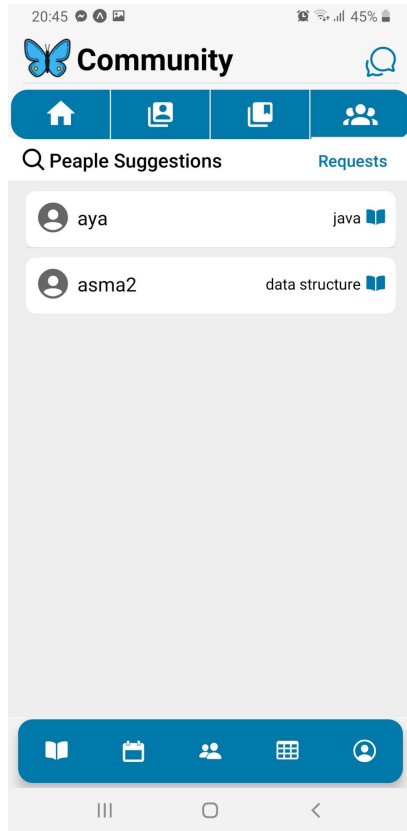 20:45 45%
Community
Peaple Suggestions Requests
aya java
asma2 data structure